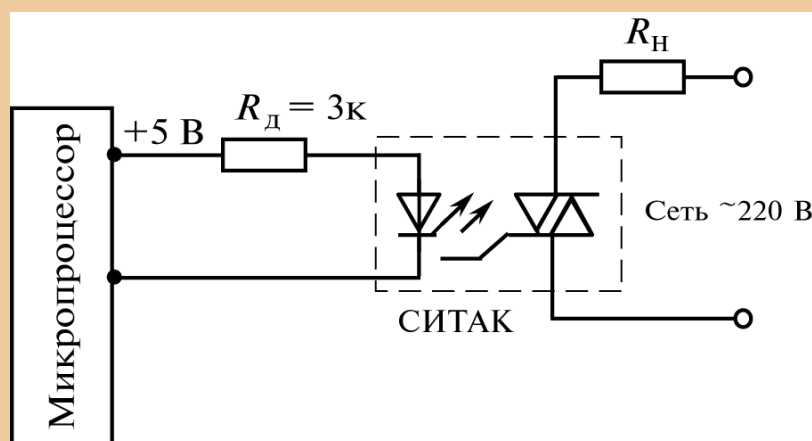 Микропроцессор
+5 В
Rд = 3к
Rн
Сеть ~220 В
СИТАК